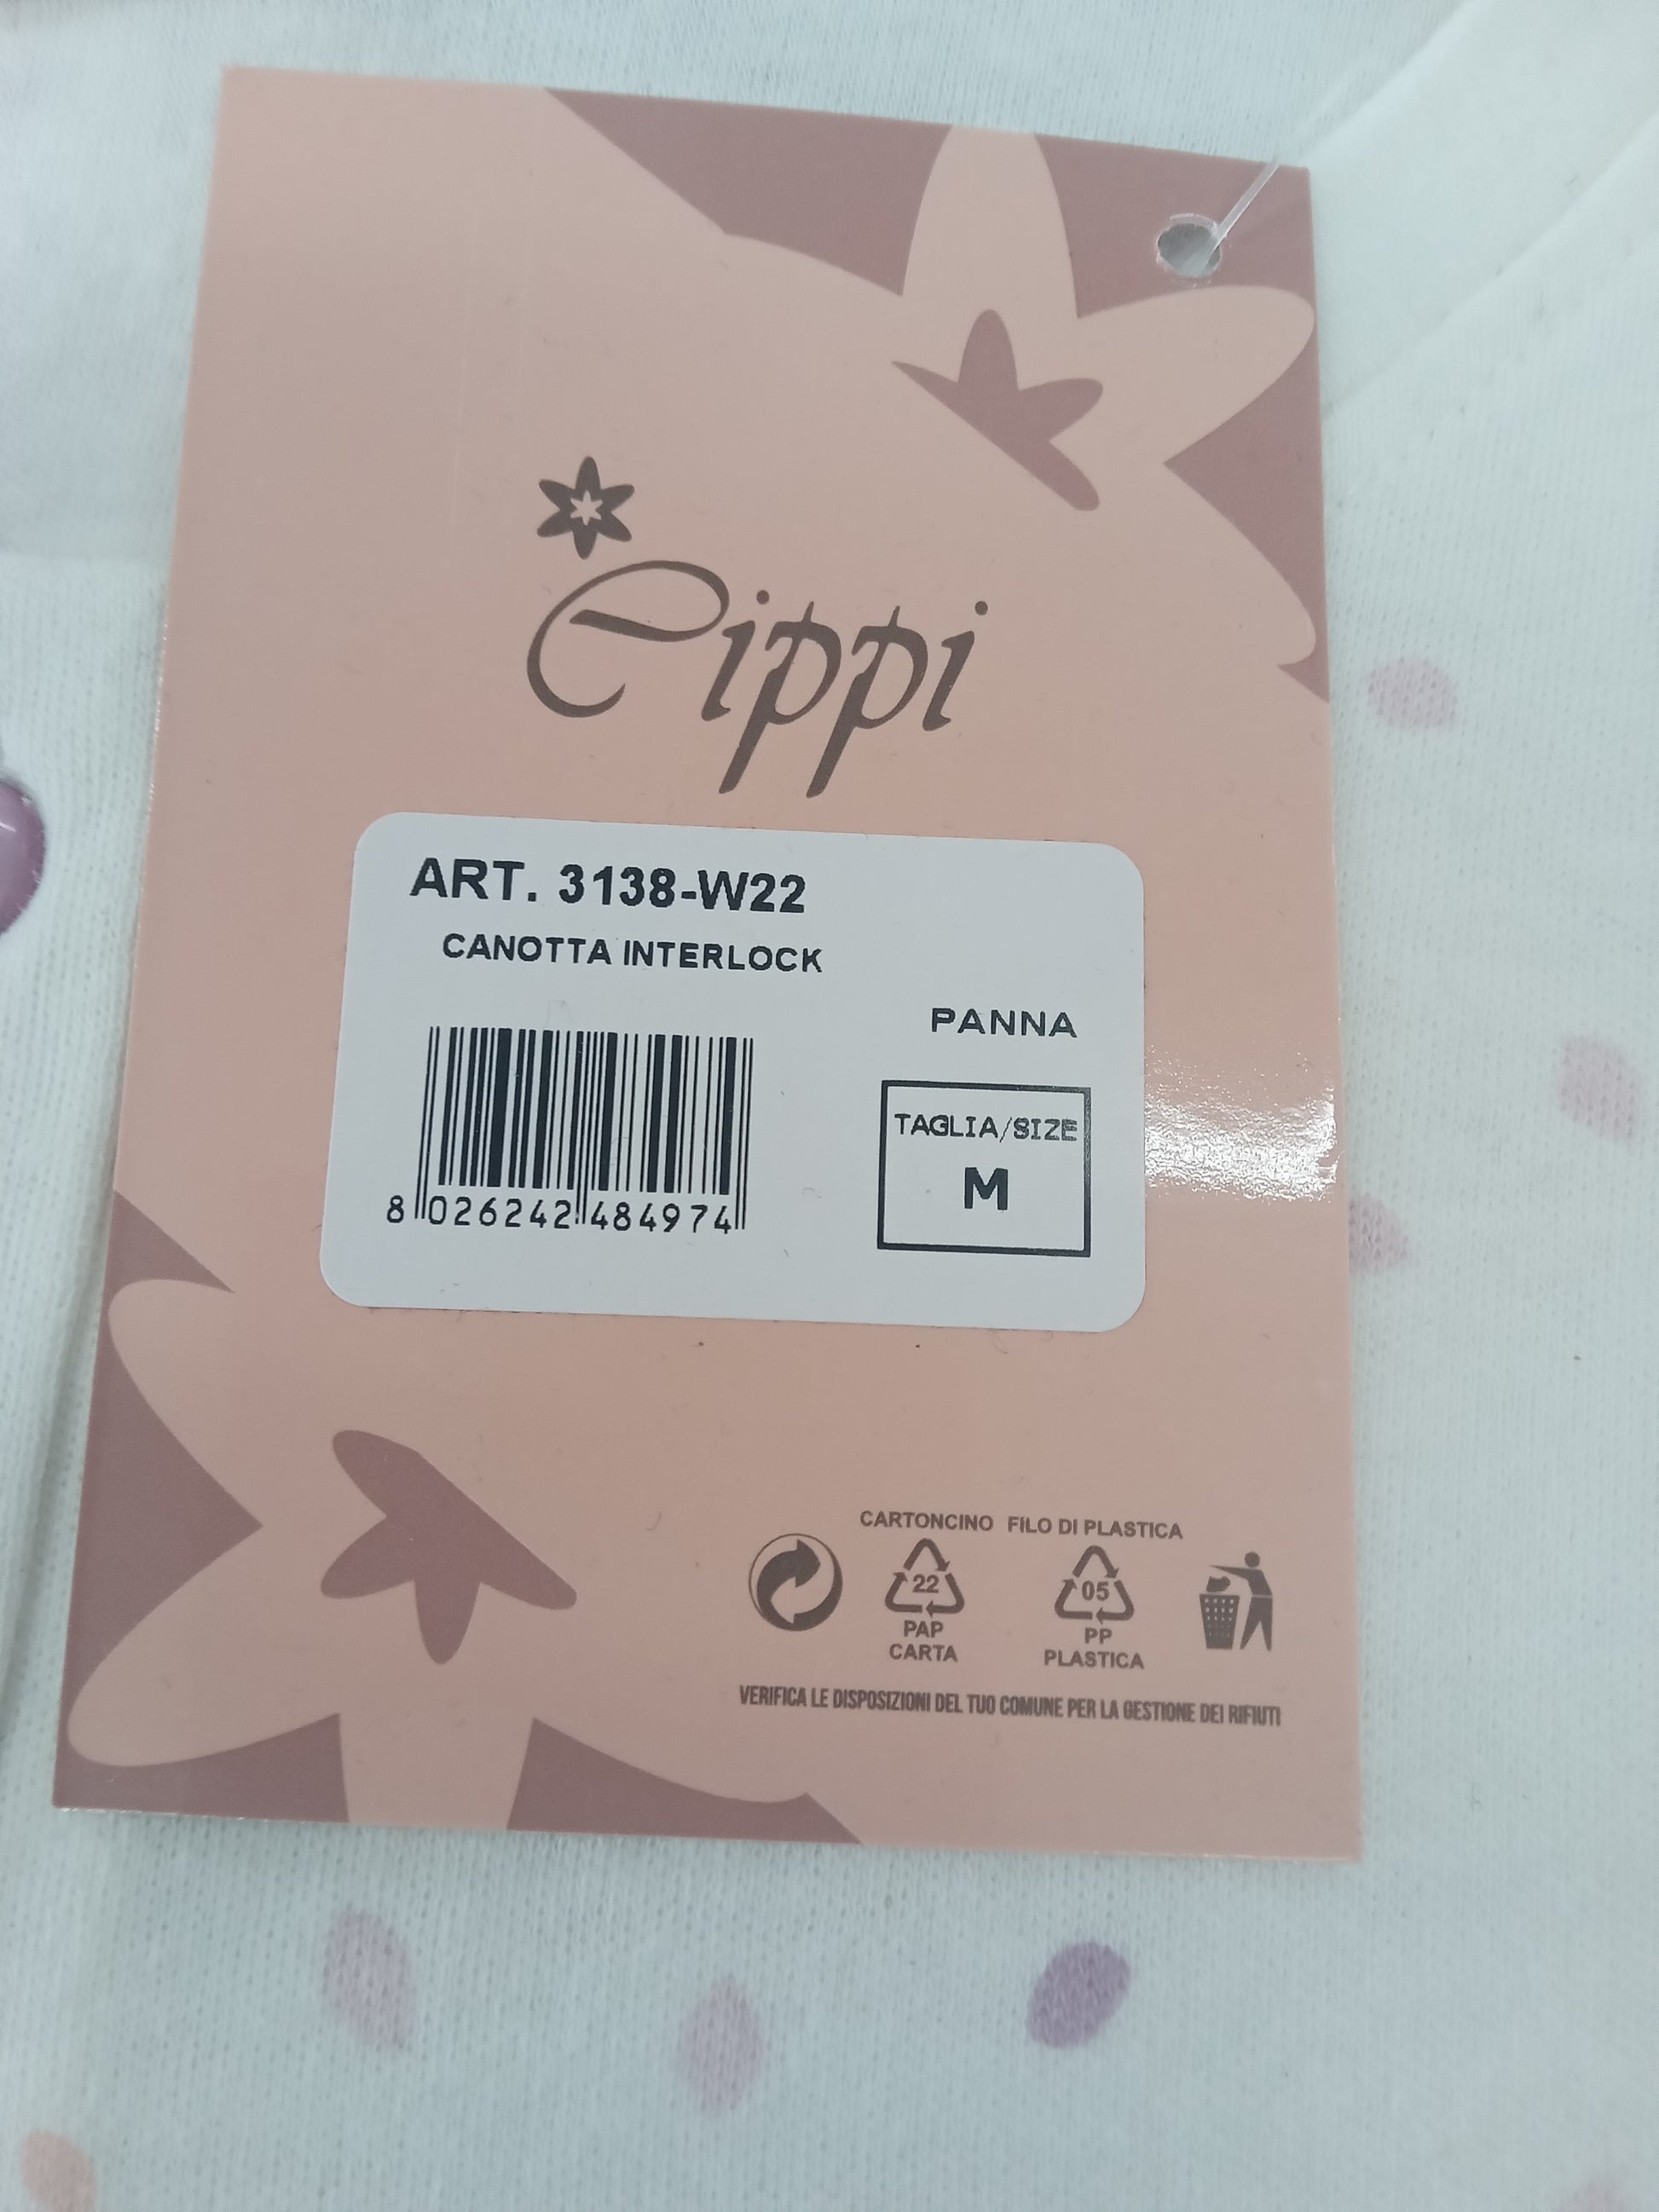 Cippi
ART. 3138-W22
CANOTTA INTERLOCK
PANNA
TAGLIA/SIZE
M
8 026242 484974
CARTONCINO FILO DI PLASTICA
22 05
PAP PP
CARTA PLASTICA
VERIFICA LE DISPOSIZIONI DEL TUO COMUNE PER LA GESTIONE DEI RIFIUTI